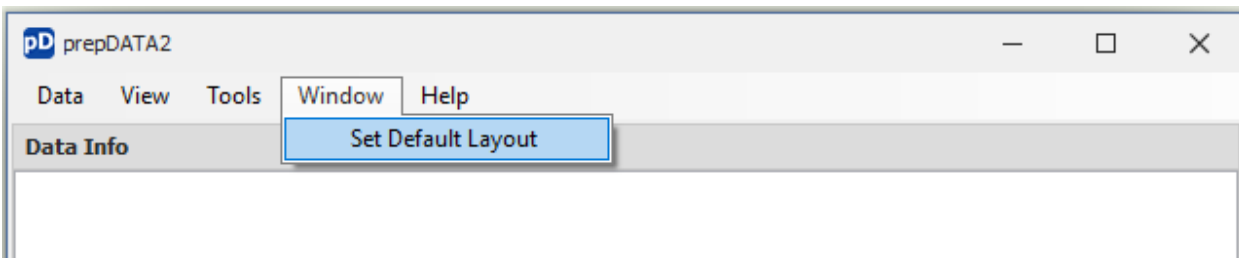 pD prepDATA2
Data View Tools Window Help
Set Default Layout
Data Info